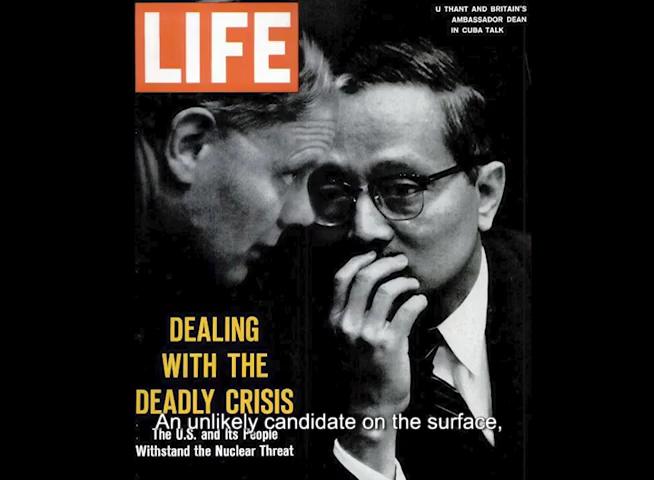 LIFE
U THANT AND BRITAIN'S
AMBASSADOR DEAN
IN CUBA TALK
DEALING
WITH THE
DEADLY CRISIS
An unlikely candidate on the surface,
The U.S. and Its People
Withstand the Nuclear Threat